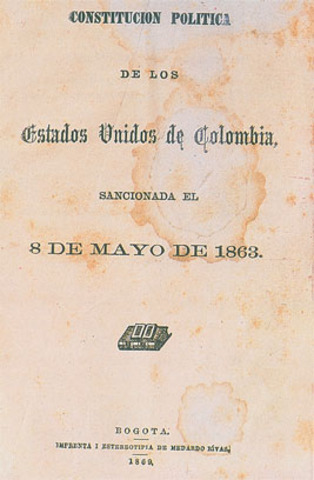 CONSTITUCION POLITICA
DE LOS
Estados Unidos de Colombia,
SANCIONADA EL
8 DE MAYO DE 1863.
BOGOTA.
IMPRENTA I ESTEREOTIPIA DE MEDARDO RIVAS,
1869,